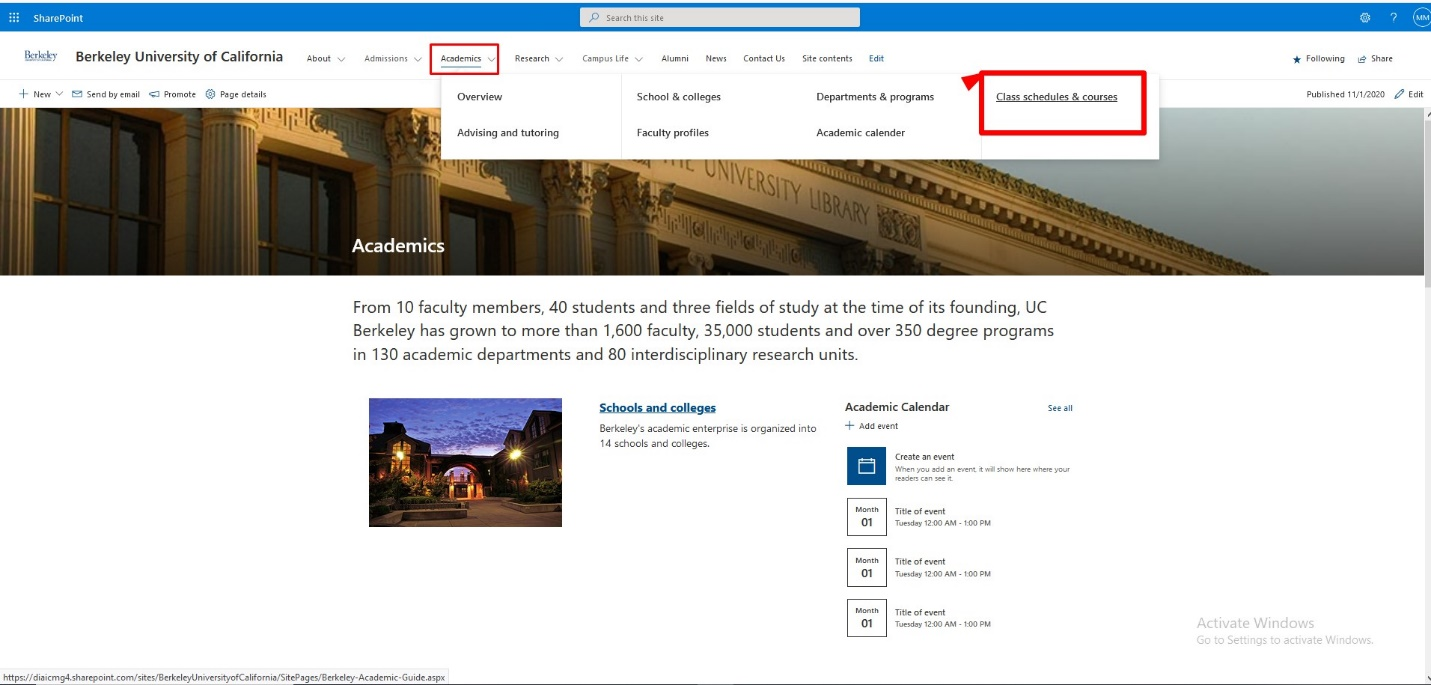 SharePoint
Search this site
?
MM
Berkeley
Berkeley University of California
About
Admissions
Academics
Research
Campus Life
Alumni
News
Contact Us
Site contents
Edit
Following
Share
New
Send by email
Promote
Page details
Published 11/1/2020
Edit
Overview
School & colleges
Departments & programs
Class schedules & courses
Advising and tutoring
Faculty profiles
Academic calender
THE UNIVERSITY LIBRARY
Academics
From 10 faculty members, 40 students and three fields of study at the time of its founding, UC
Berkeley has grown to more than 1,600 faculty, 35,000 students and over 350 degree programs
in 130 academic departments and 80 interdisciplinary research units.
Schools and colleges
Berkeley's academic enterprise is organized into
14 schools and colleges.
Academic Calendar
See all
Add event
Create an event
When you add an event, it will show here where your
readers can see it.
Month
01
Title of event
Tuesday 12:00 AM - 1:00 PM
Month
01
Title of event
Tuesday 12:00 AM - 1:00 PM
Month
01
Title of event
Tuesday 12:00 AM - 1:00 PM
Activate Windows
Go to Settings to activate Windows.
https://diaicmg4.sharepoint.com/sites/BerkeleyUniversityofCalifornia/SitePages/Berkeley-Academic-Guide.aspx